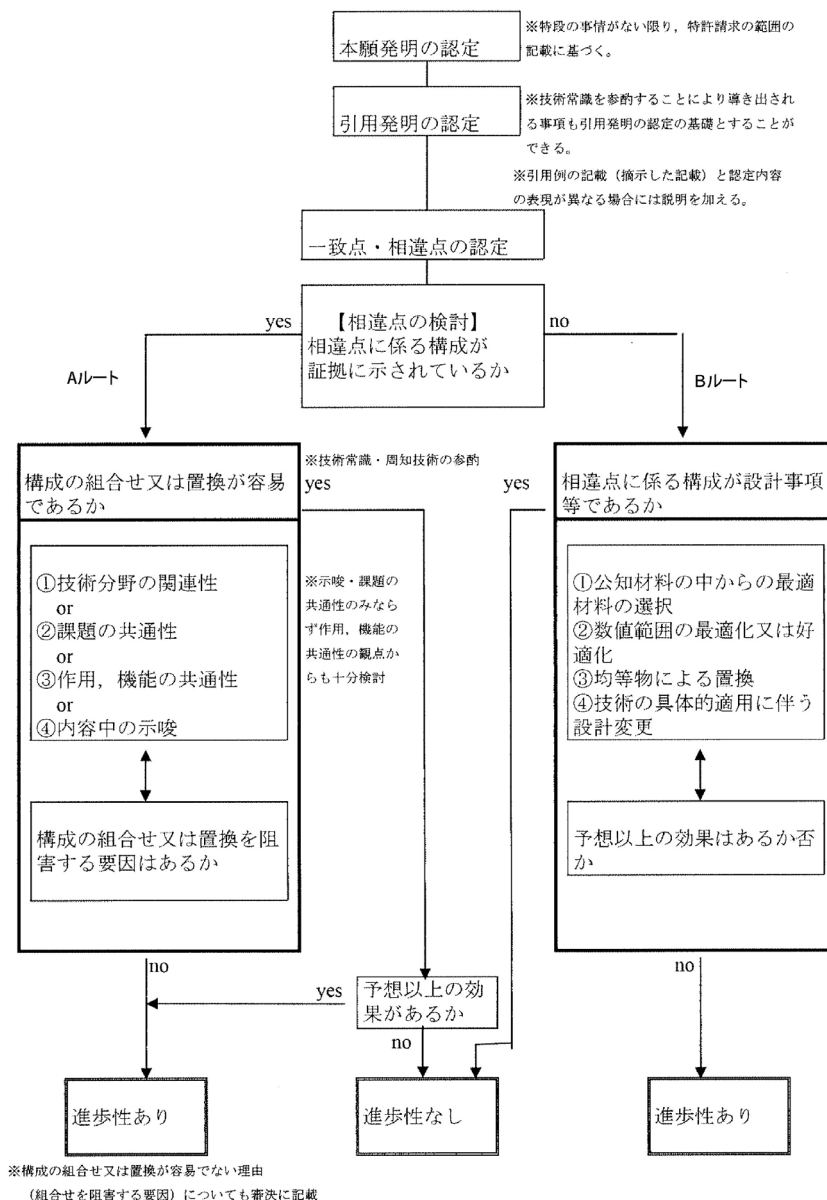 本願発明の認定
※特段の事情がない限り，特許請求の範囲の
記載に基づく。
引用発明の認定
※技術常識を参酌することにより導き出され
る事項も引用発明の認定の基礎とすることが
できる。
※引用例の記載（摘示した記載）と認定内容
の表現が異なる場合には説明を加える。
一致点・相違点の認定
yes
【相違点の検討】
相違点に係る構成が
証拠に示されているか
no
Aルート
Bルート
構成の組合せ又は置換が容易
であるか
※技術常識・周知技術の参酌
yes
yes
相違点に係る構成が設計事項
等であるか
①技術分野の関連性
or
②課題の共通性
or
③作用，機能の共通性
or
④内容中の示唆
※示唆・課題の
共通性のみなら
ず作用，機能の
共通性の観点か
らも十分検討
①公知材料の中からの最適
材料の選択
②数値範囲の最適化又は好
適化
③均等物による置換
④技術の具体的適用に伴う
設計変更
構成の組合せ又は置換を阻
害する要因はあるか
予想以上の効果はあるか否
か
no
yes
予想以上の効
果があるか
no
no
進歩性あり
進歩性なし
進歩性あり
※構成の組合せ又は置換が容易でない理由
（組合せを阻害する要因）についても審決に記載